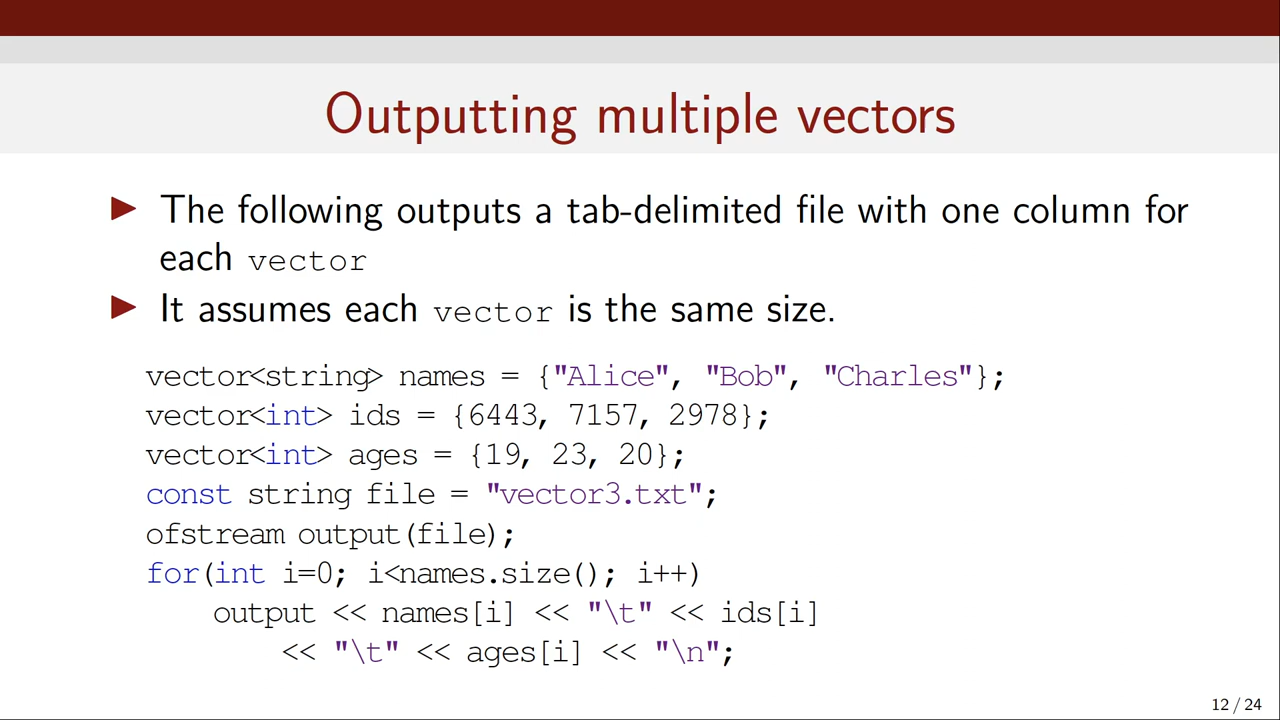 Outputting multiple vectors
▶ The following outputs a tab-delimited file with one column for
each vector
▶ It assumes each vector is the same size.
vector<string> names = {"Alice", "Bob", "Charles"};
vector<int> ids = {6443, 7157, 2978};
vector<int> ages = {19, 23, 20};
const string file = "vector3.txt";
ofstream output(file);
for(int i=0; i<names.size(); i++)
    output << names[i] << "\t" << ids[i]
        << "\t" << ages[i] << "\n";
12 / 24